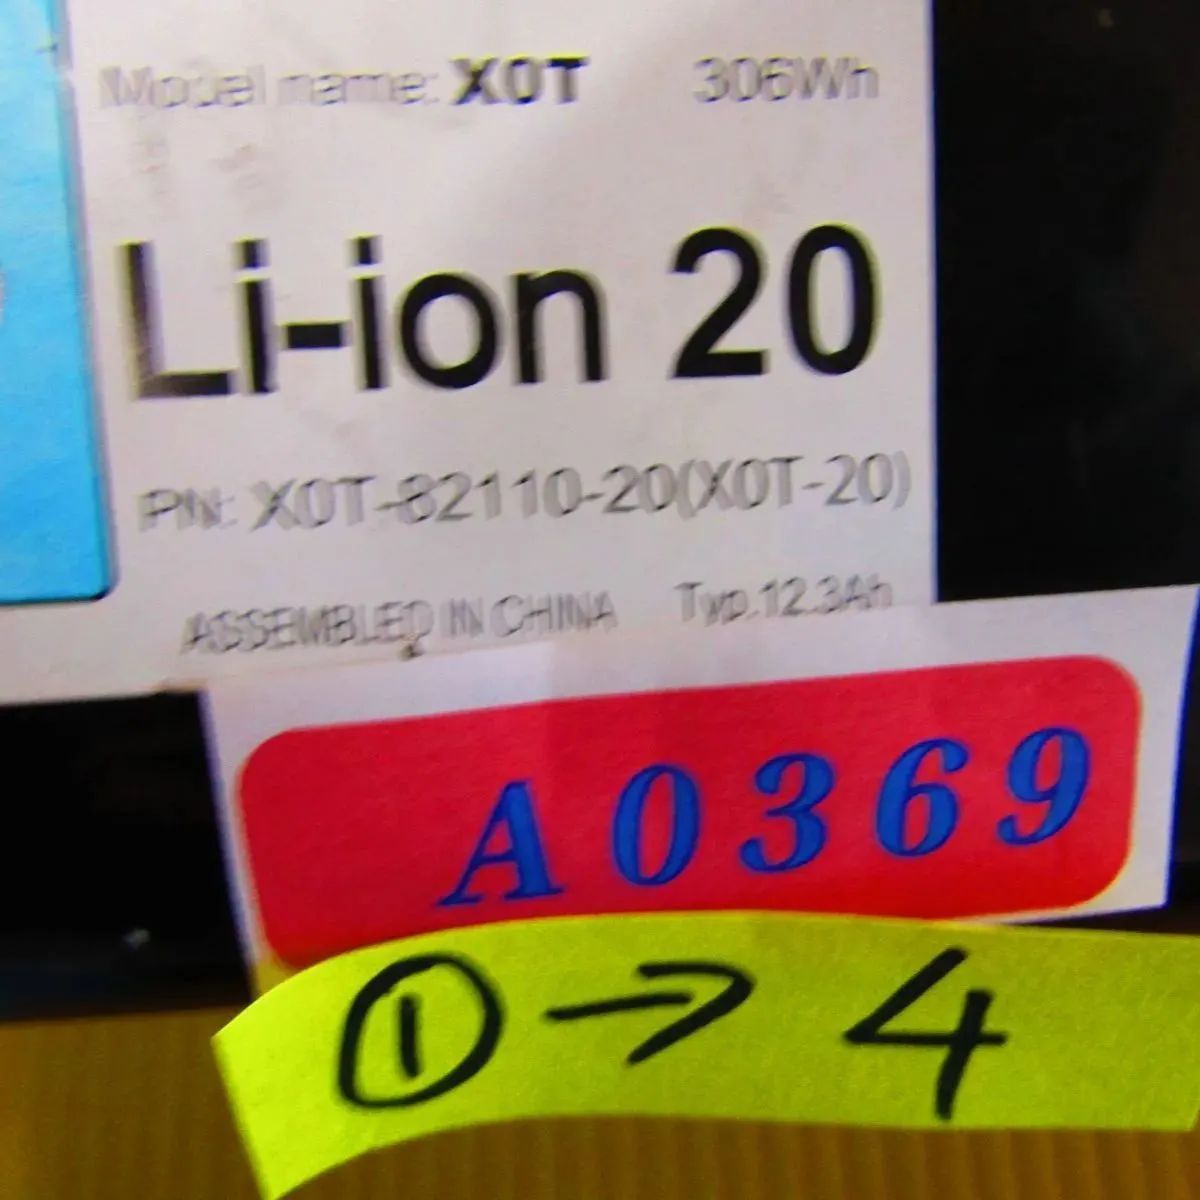 Model name: X0T 306Wh
Li-ion 20
PN: X0T-82110-20(X0T-20)
ASSEMBLED IN CHINA Typ.12.3Ah
A0369
①→4